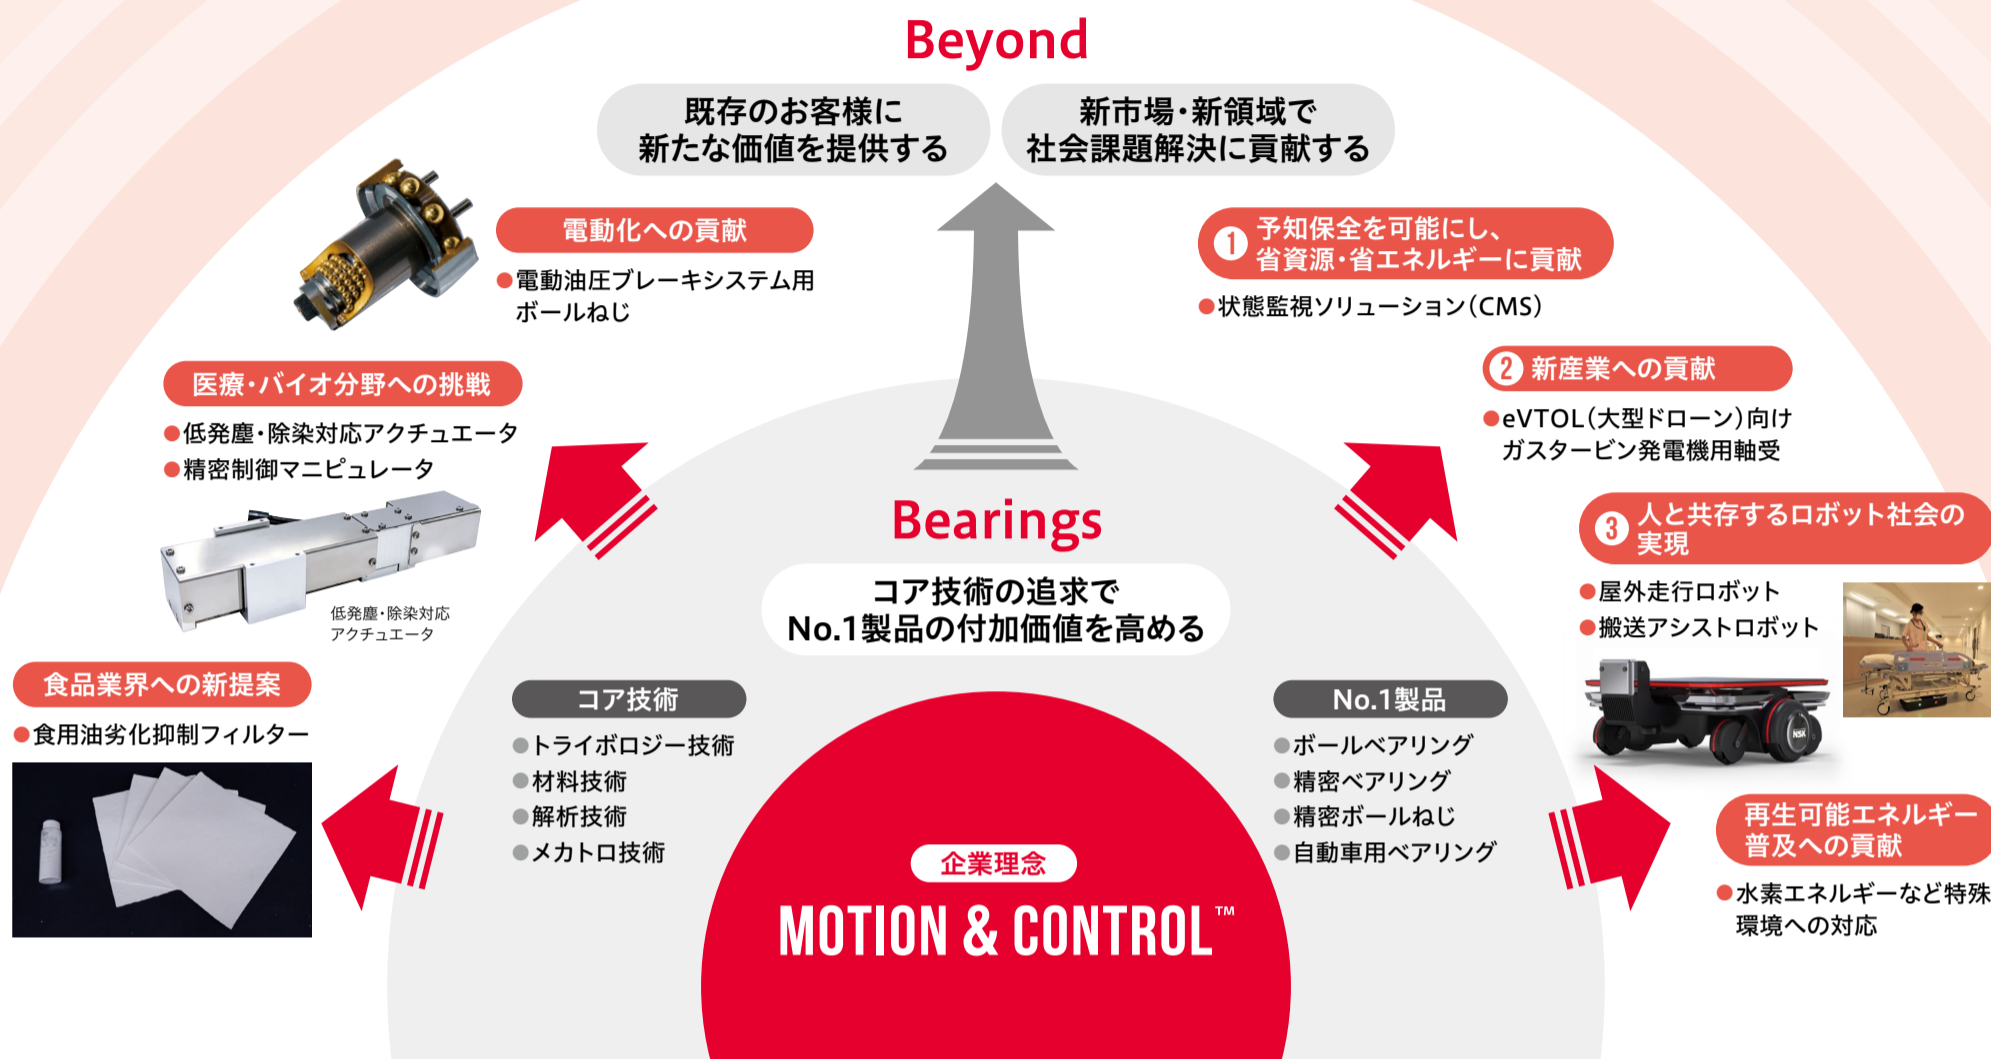 Beyond
既存のお客様に
新たな価値を提供する
新市場・新領域で
社会課題解決に貢献する
電動化への貢献
●電動油圧ブレーキシステム用
ボールねじ
医療・バイオ分野への挑戦
●低発塵・除染対応アクチュエータ
●精密制御マニピュレータ
低発塵・除染対応
アクチュエータ
食品業界への新提案
●食用油劣化抑制フィルター
① 予知保全を可能にし、
省資源・省エネルギーに貢献
●状態監視ソリューション(CMS)
② 新産業への貢献
●eVTOL(大型ドローン)向け
ガスタービン発電機用軸受
③ 人と共存するロボット社会の
実現
●屋外走行ロボット
●搬送アシストロボット
NSK
再生可能エネルギー
普及への貢献
●水素エネルギーなど特殊
環境への対応
Bearings
コア技術の追求で
No.1製品の付加価値を高める
コア技術
●トライボロジー技術
●材料技術
●解析技術
●メカトロ技術
No.1製品
●ボールベアリング
●精密ベアリング
●精密ボールねじ
●自動車用ベアリング
企業理念
MOTION & CONTROL™